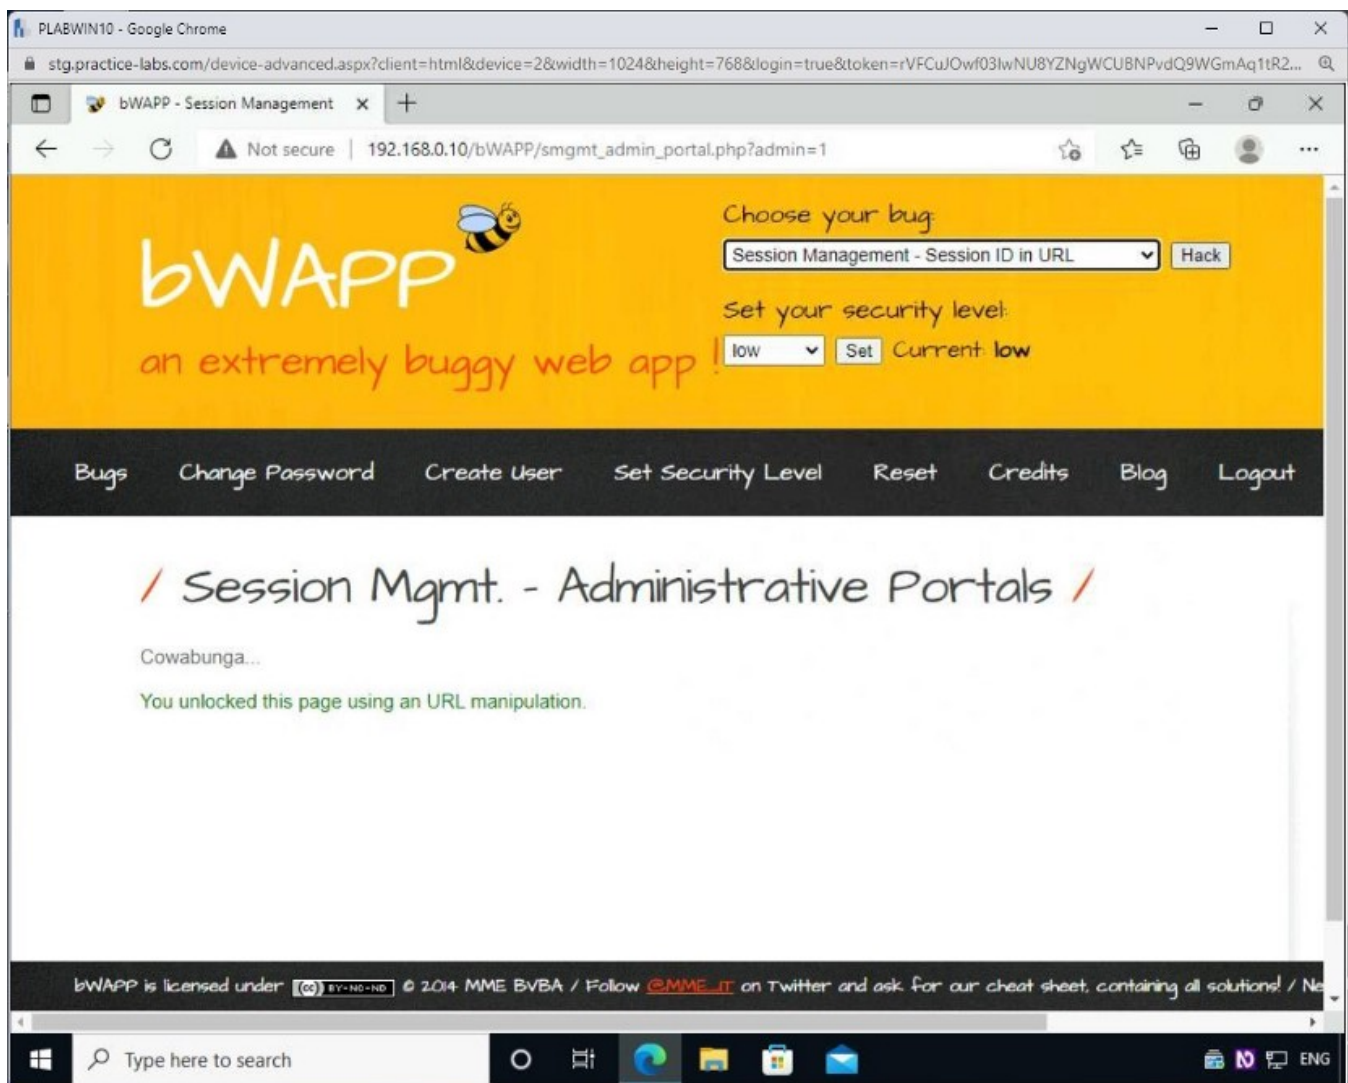 PLABWIN10 - Google Chrome
stg.practice-labs.com/device-advanced.aspx?client=html&device=2&width=1024&height=768&login=true&token=rVFCuJOwf03IwNU8YZNgWCUBNPvdQ9WGmAq1tR2...
bWAPP - Session Management
Not secure | 192.168.0.10/bWAPP/smgmt_admin_portal.php?admin=1
bWAPP
an extremely buggy web app !
Choose your bug:
Session Management - Session ID in URL Hack
Set your security level:
low Set Current: low
Bugs Change Password Create User Set Security Level Reset Credits Blog Logout
/ Session Mgmt. - Administrative Portals /
Cowabunga...
You unlocked this page using an URL manipulation.
bWAPP is licensed under (cc) BY-NC-ND © 2014 MME BVBA / Follow @MME_IT on Twitter and ask for our cheat sheet, containing all solutions! / Ne
Type here to search
ENG